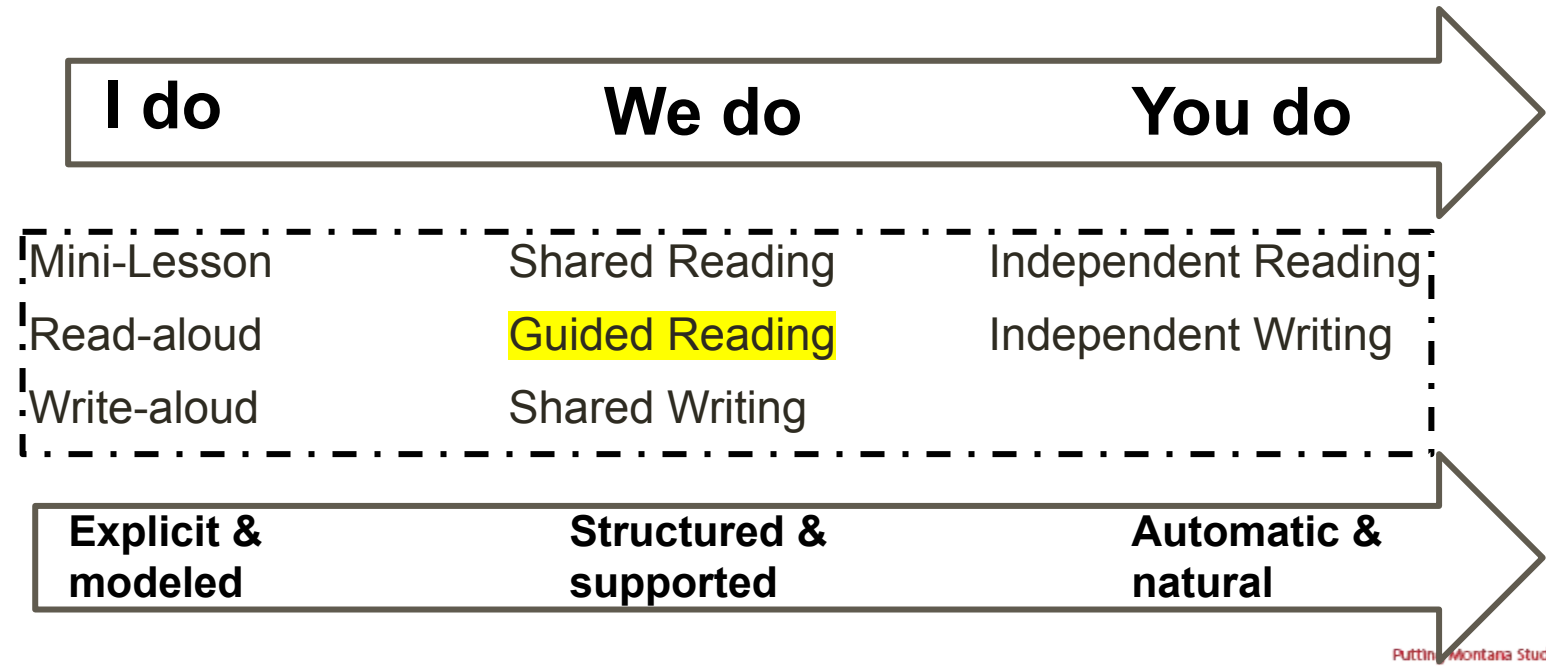 I do We do You do
Mini-Lesson Shared Reading Independent Reading
Read-aloud Guided Reading Independent Writing
Write-aloud Shared Writing
Explicit & Structured & Automatic &
modeled supported natural
Montana